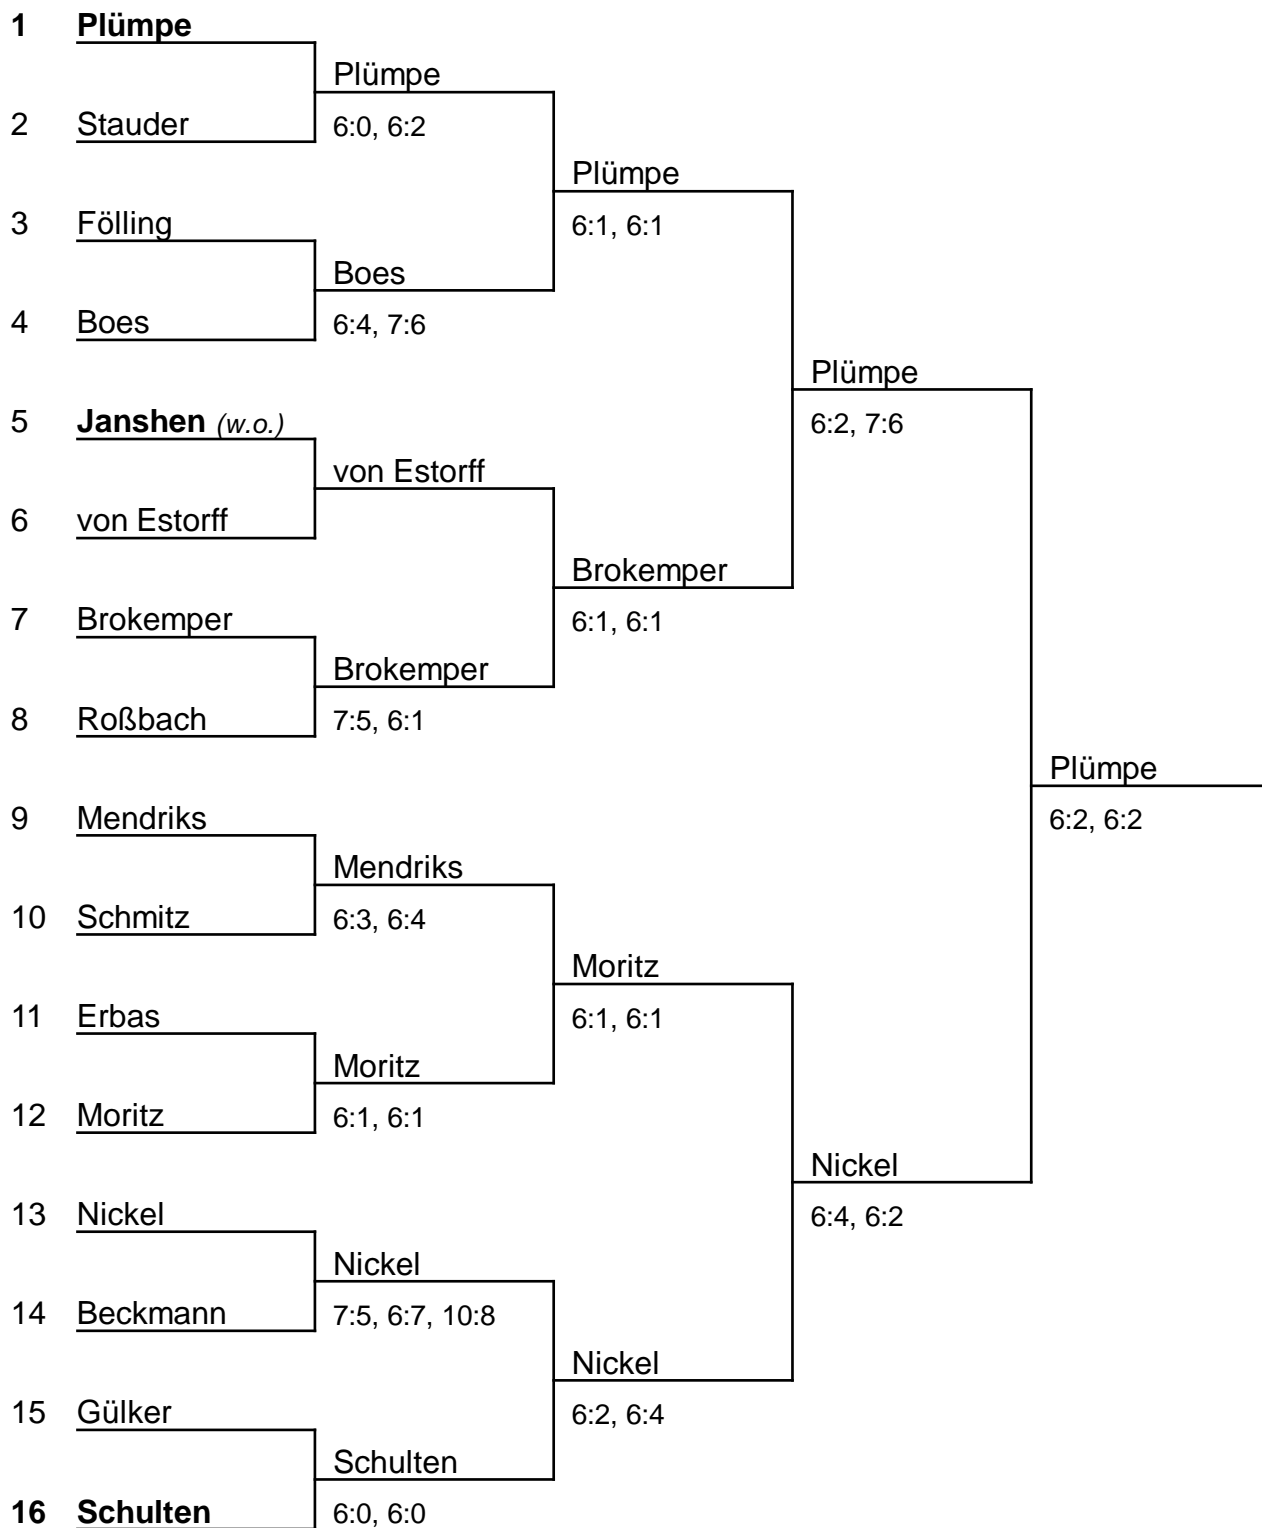 1 Plümpe
Plümpe
2 Stauder 6:0, 6:2
Plümpe
3 Fölling 6:1, 6:1
Boes
4 Boes 6:4, 7:6
Plümpe
5 Janshen (w.o.) 6:2, 7:6
von Estorff
6 von Estorff
Brokemper
7 Brokemper 6:1, 6:1
Brokemper
8 Roßbach 7:5, 6:1
Plümpe
9 Mendriks 6:2, 6:2
Mendriks
10 Schmitz 6:3, 6:4
Moritz
11 Erbas 6:1, 6:1
Moritz
12 Moritz 6:1, 6:1
Nickel
13 Nickel 6:4, 6:2
Nickel
14 Beckmann 7:5, 6:7, 10:8
Nickel
15 Gülker 6:2, 6:4
Schulten
16 Schulten 6:0, 6:0